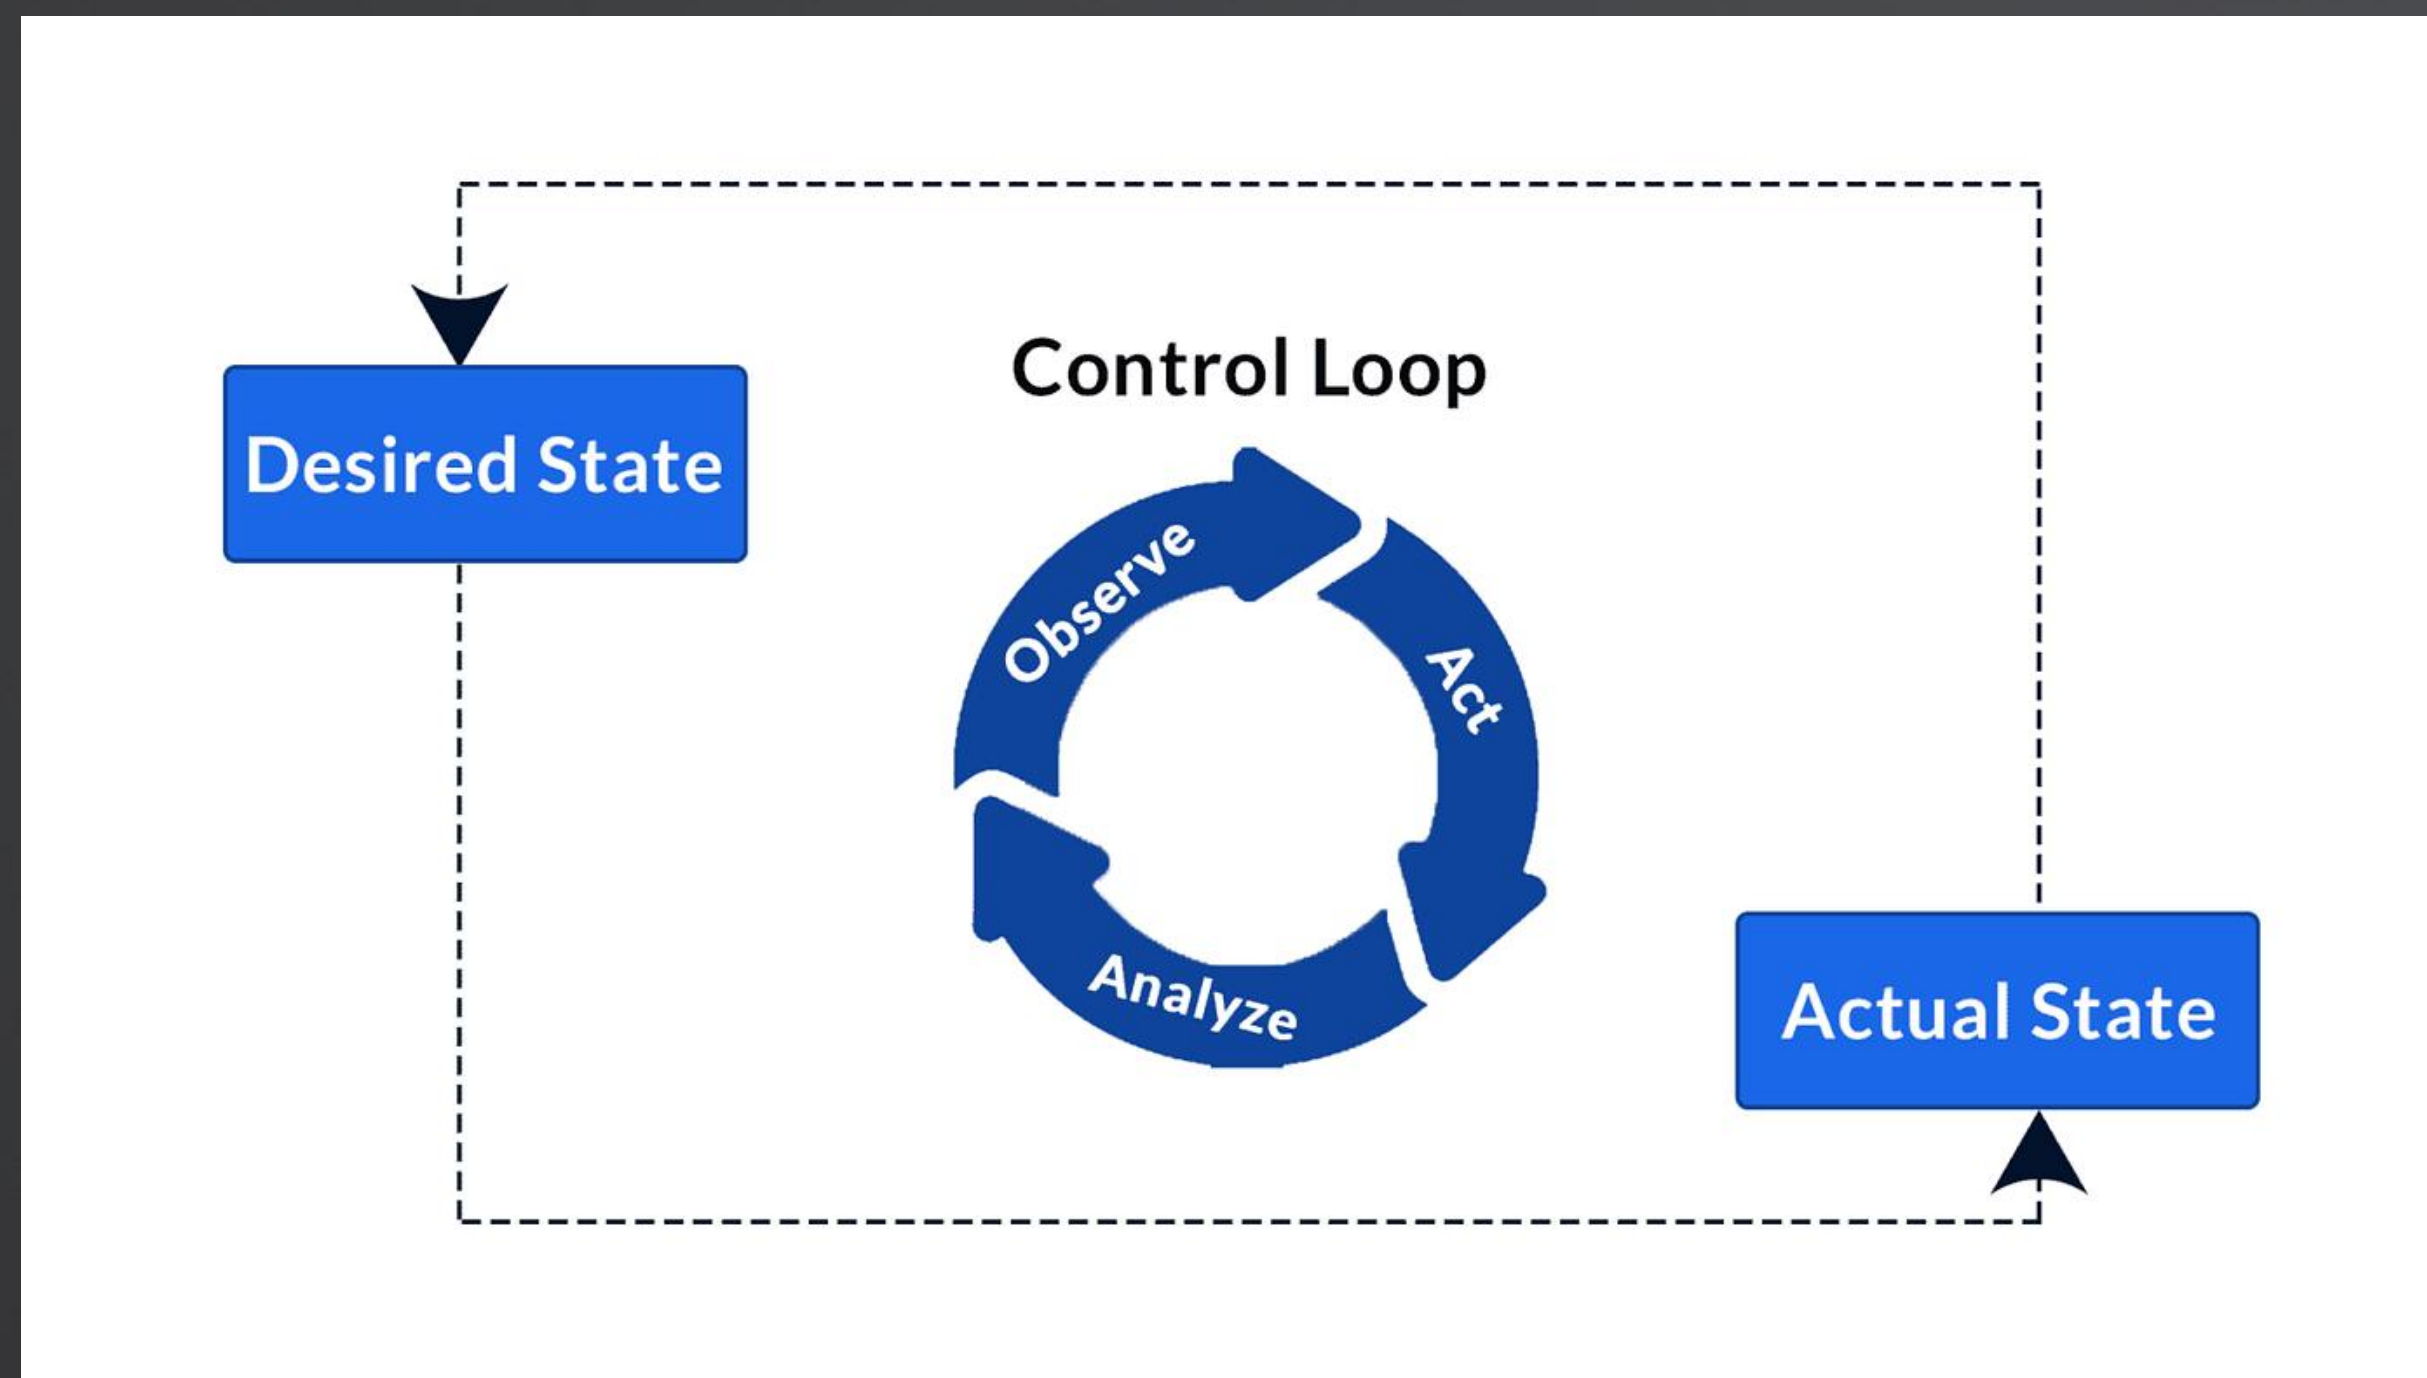 Control Loop
Desired State
Observe
Act
Analyze
Actual State